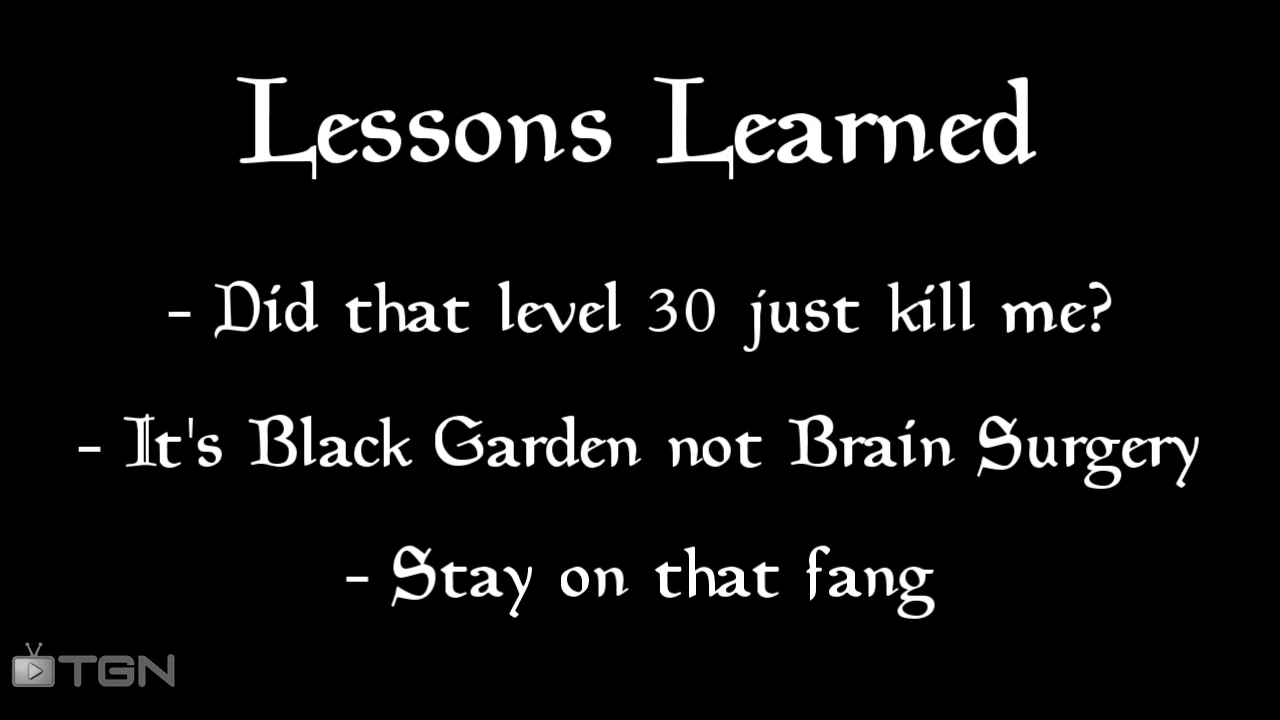 Lessons Learned
- Did that level 30 just kill me?
- It's Black Garden not Brain Surgery
- Stay on that fang
TGN